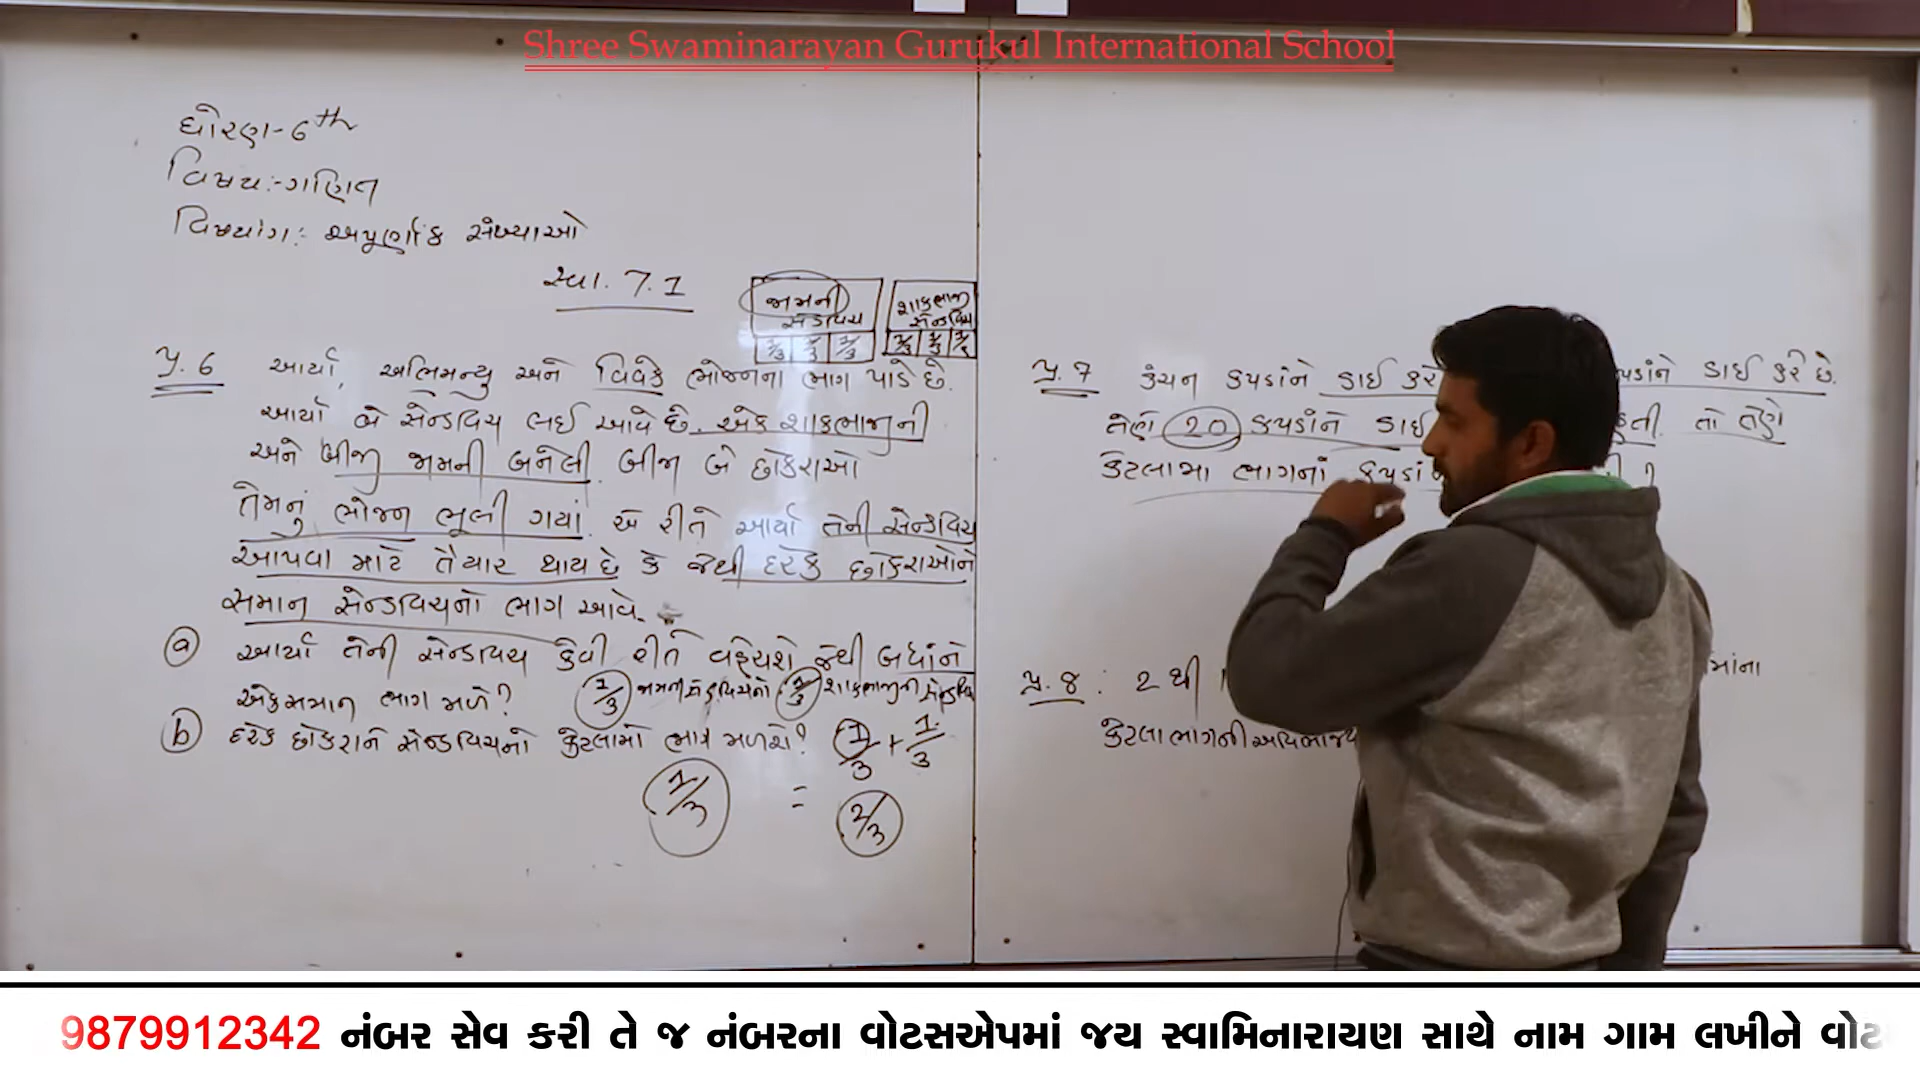 Shree Swaminarayan Gurukul International School
ધોરણ-6th
વિષય:-ગણિત
વિષયાંગ:- અપૂર્ણાંક સંખ્યાઓ
સ્વા. 7.1
જામની સેંડવિચ
1/3 1/3 1/3
શાકભાજી સેન્ડવિચ
1/3 1/3 1/3
પ્ર. 6 આર્યા, અભિમન્યુ અને વિવેકે ભોજનના ભાગ પાડે છે.
આર્યા બે સેન્ડવિચ લઈ આવે છે. એક શાકભાજીની
અને બીજી જામની બનેલી. બીજા બે છોકરાઓ
તેમનું ભોજન ભૂલી ગયાં. એ રીતે આર્યા તેની સેન્ડવિચ
આપવા માટે તૈયાર થાય છે કે જેથી દરેક છોકરાઓને
સમાન સેન્ડવિચનો ભાગ આવે.
a આર્યા તેની સેન્ડવિચ કેવી રીતે વહેંચશે જેથી બધાંને
એકસમાન ભાગ મળે? 1/3 જામની સેંડવિચનો 1/3 શાકભાજીની સેન્ડવિચ
b દરેક છોકરાને સેન્ડવિચનો કેટલામો ભાગ મળશે? 1/3 + 1/3
1/3 = 2/3
પ્ર. 7 કંચન કપડાંને ડાઈ કરે કપડાંને ડાઈ કરે છે.
તેણે 20 કપડાંને ડાઈ હતી. તો તેણે
કેટલામા ભાગનાં કપડાં ?
પ્ર. 8 : 2 થી માંના
કેટલા ભાગની અવિભાજ્ય
9879912342 નંબર સેવ કરી તે જ નંબરના વોટસએપમાં જય સ્વામિનારાયણ સાથે નામ ગામ લખીને વોટ